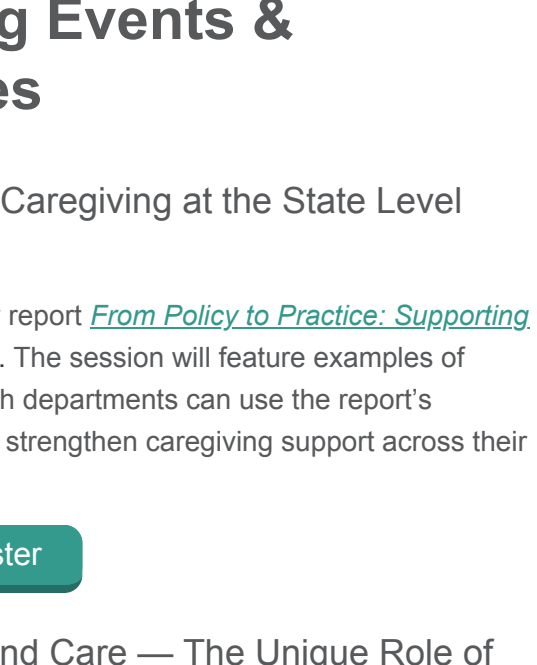 g Events &
es
Caregiving at the State Level
report From Policy to Practice: Supporting
. The session will feature examples of
h departments can use the report's
strengthen caregiving support across their
ster
nd Care — The Unique Role of